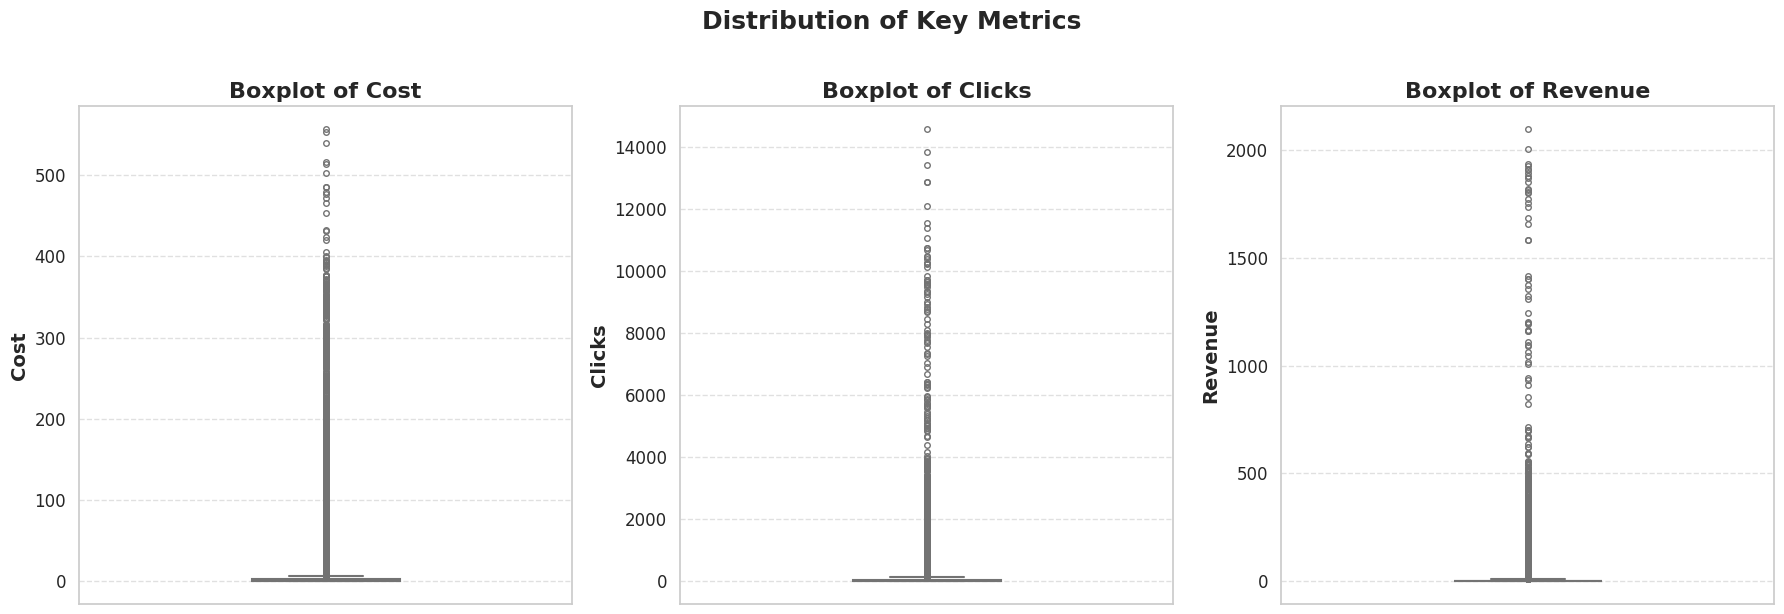 Distribution of Key Metrics
Boxplot of Cost
Cost
500
400
300
200
100
0
Boxplot of Clicks
Clicks
14000
12000
10000
8000
6000
4000
2000
0
Boxplot of Revenue
Revenue
2000
1500
1000
500
0